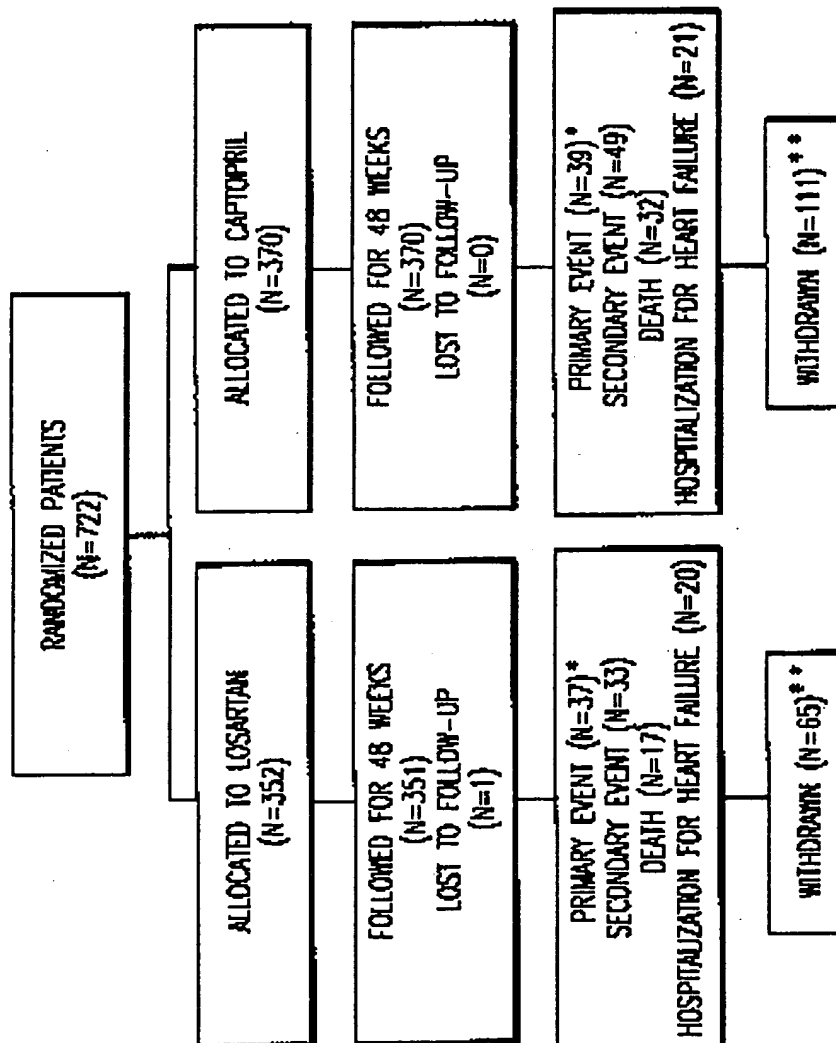 RANDOMIZED PATIENTS
(N=722)
ALLOCATED TO LOSARTAN
(N=352)
FOLLOWED FOR 48 WEEKS
(N=351)
LOST TO FOLLOW-UP
(N=1)
PRIMARY EVENT (N=37)*
SECONDARY EVENT (N=33)
DEATH (N=17)
HOSPITALIZATION FOR HEART FAILURE (N=20)
WITHDRAWN (N=65)**
ALLOCATED TO CAPTOPRIL
(N=370)
FOLLOWED FOR 48 WEEKS
(N=370)
LOST TO FOLLOW-UP
(N=0)
PRIMARY EVENT (N=39)*
SECONDARY EVENT (N=49)
DEATH (N=32)
HOSPITALIZATION FOR HEART FAILURE (N=21)
WITHDRAWN (N=111)**